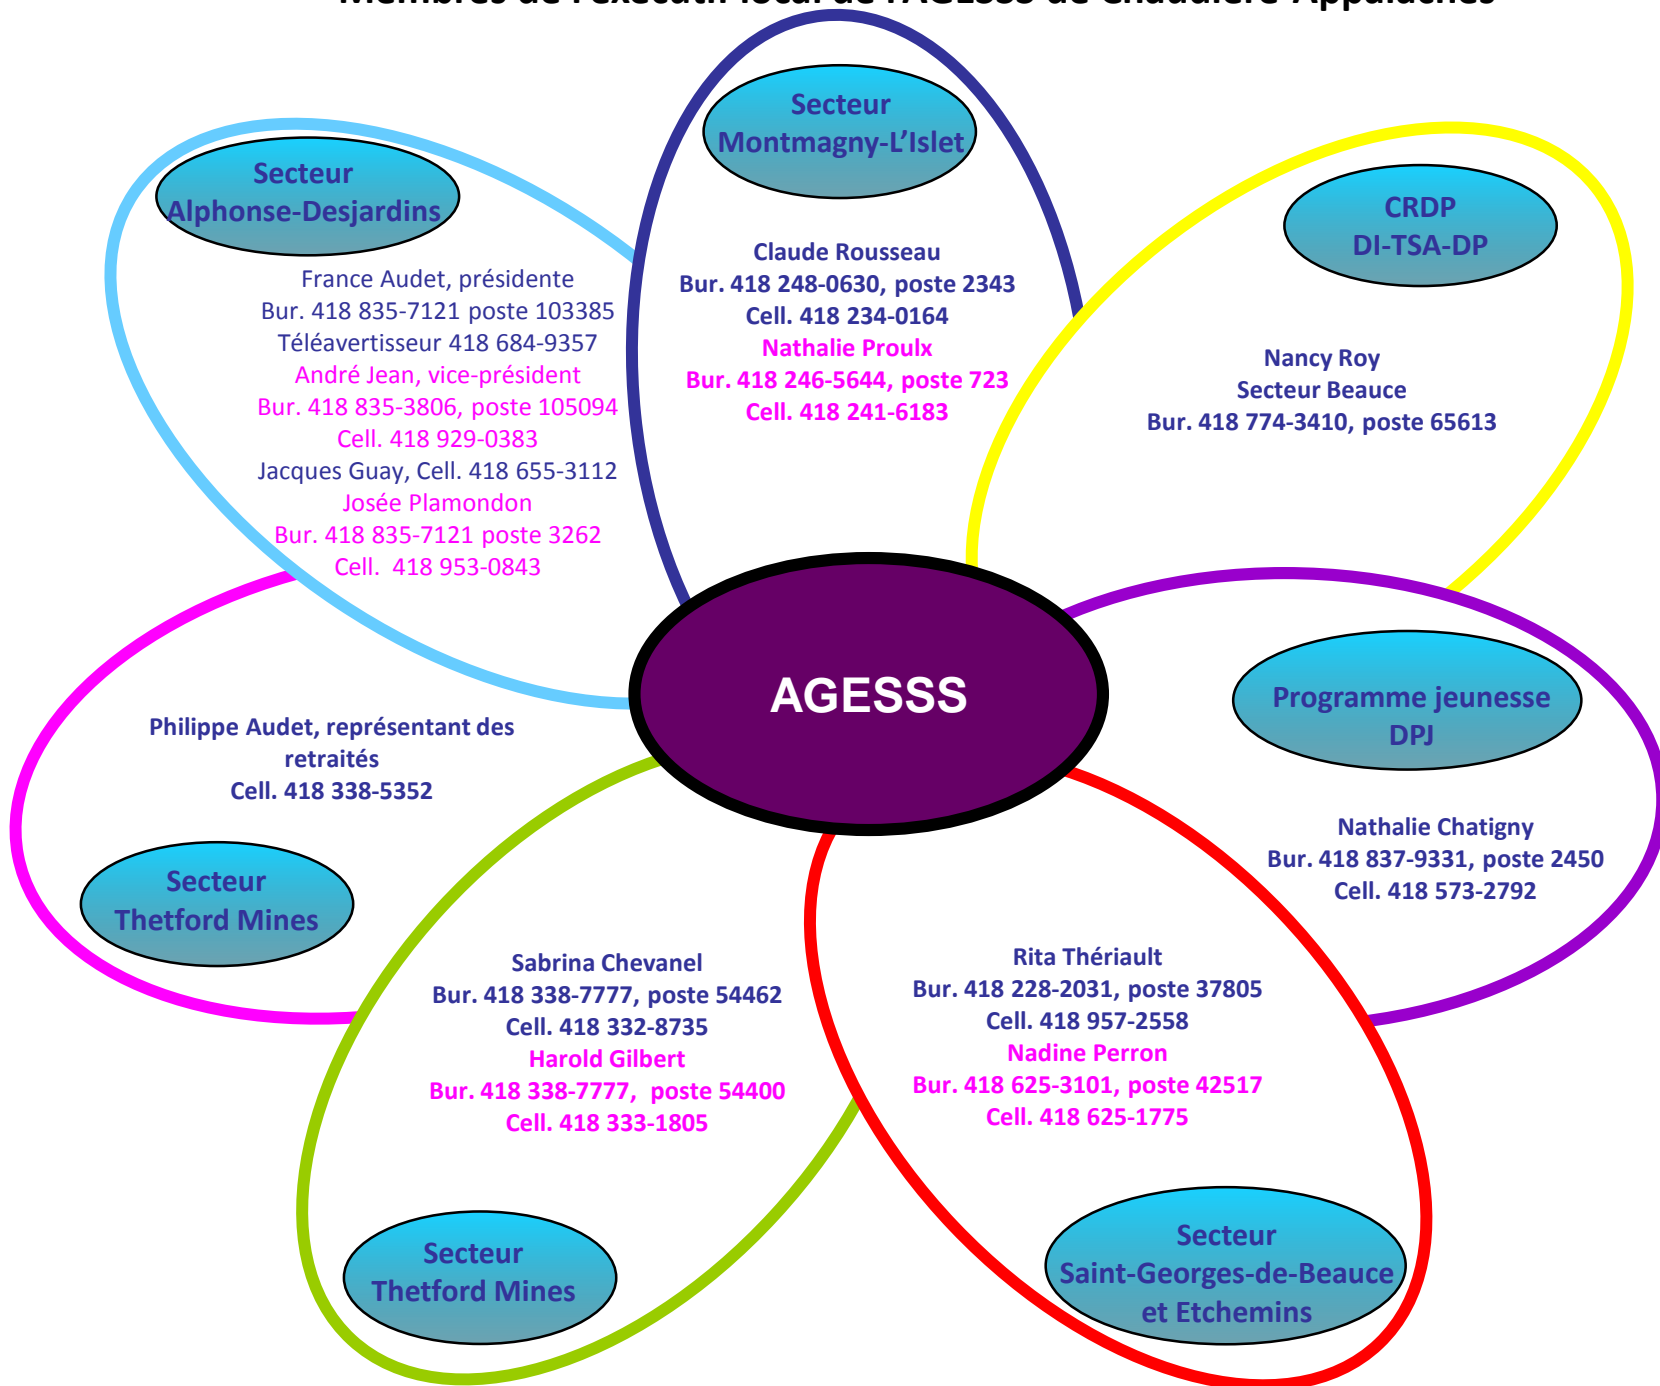 Membres de l'exécutif local de l'AGESSS de Chaudière-Appalaches
Secteur
Montmagny-L'Islet
Claude Rousseau
Bur. 418 248-0630, poste 2343
Cell. 418 234-0164
Nathalie Proulx
Bur. 418 246-5644, poste 723
Cell. 418 241-6183
Secteur
Alphonse-Desjardins
France Audet, présidente
Bur. 418 835-7121 poste 103385
Téléavertisseur 418 684-9357
André Jean, vice-président
Bur. 418 835-3806, poste 105094
Cell. 418 929-0383
Jacques Guay, Cell. 418 655-3112
Josée Plamondon
Bur. 418 835-7121 poste 3262
Cell.  418 953-0843
CRDP
DI-TSA-DP
Nancy Roy
Secteur Beauce
Bur. 418 774-3410, poste 65613
AGESSS
Programme jeunesse
DPJ
Nathalie Chatigny
Bur. 418 837-9331, poste 2450
Cell. 418 573-2792
Philippe Audet, représentant des
retraités
Cell. 418 338-5352
Secteur
Thetford Mines
Sabrina Chevanel
Bur. 418 338-7777, poste 54462
Cell. 418 332-8735
Harold Gilbert
Bur. 418 338-7777,  poste 54400
Cell. 418 333-1805
Secteur
Thetford Mines
Rita Thériault
Bur. 418 228-2031, poste 37805
Cell. 418 957-2558
Nadine Perron
Bur. 418 625-3101, poste 42517
Cell. 418 625-1775
Secteur
Saint-Georges-de-Beauce
et Etchemins